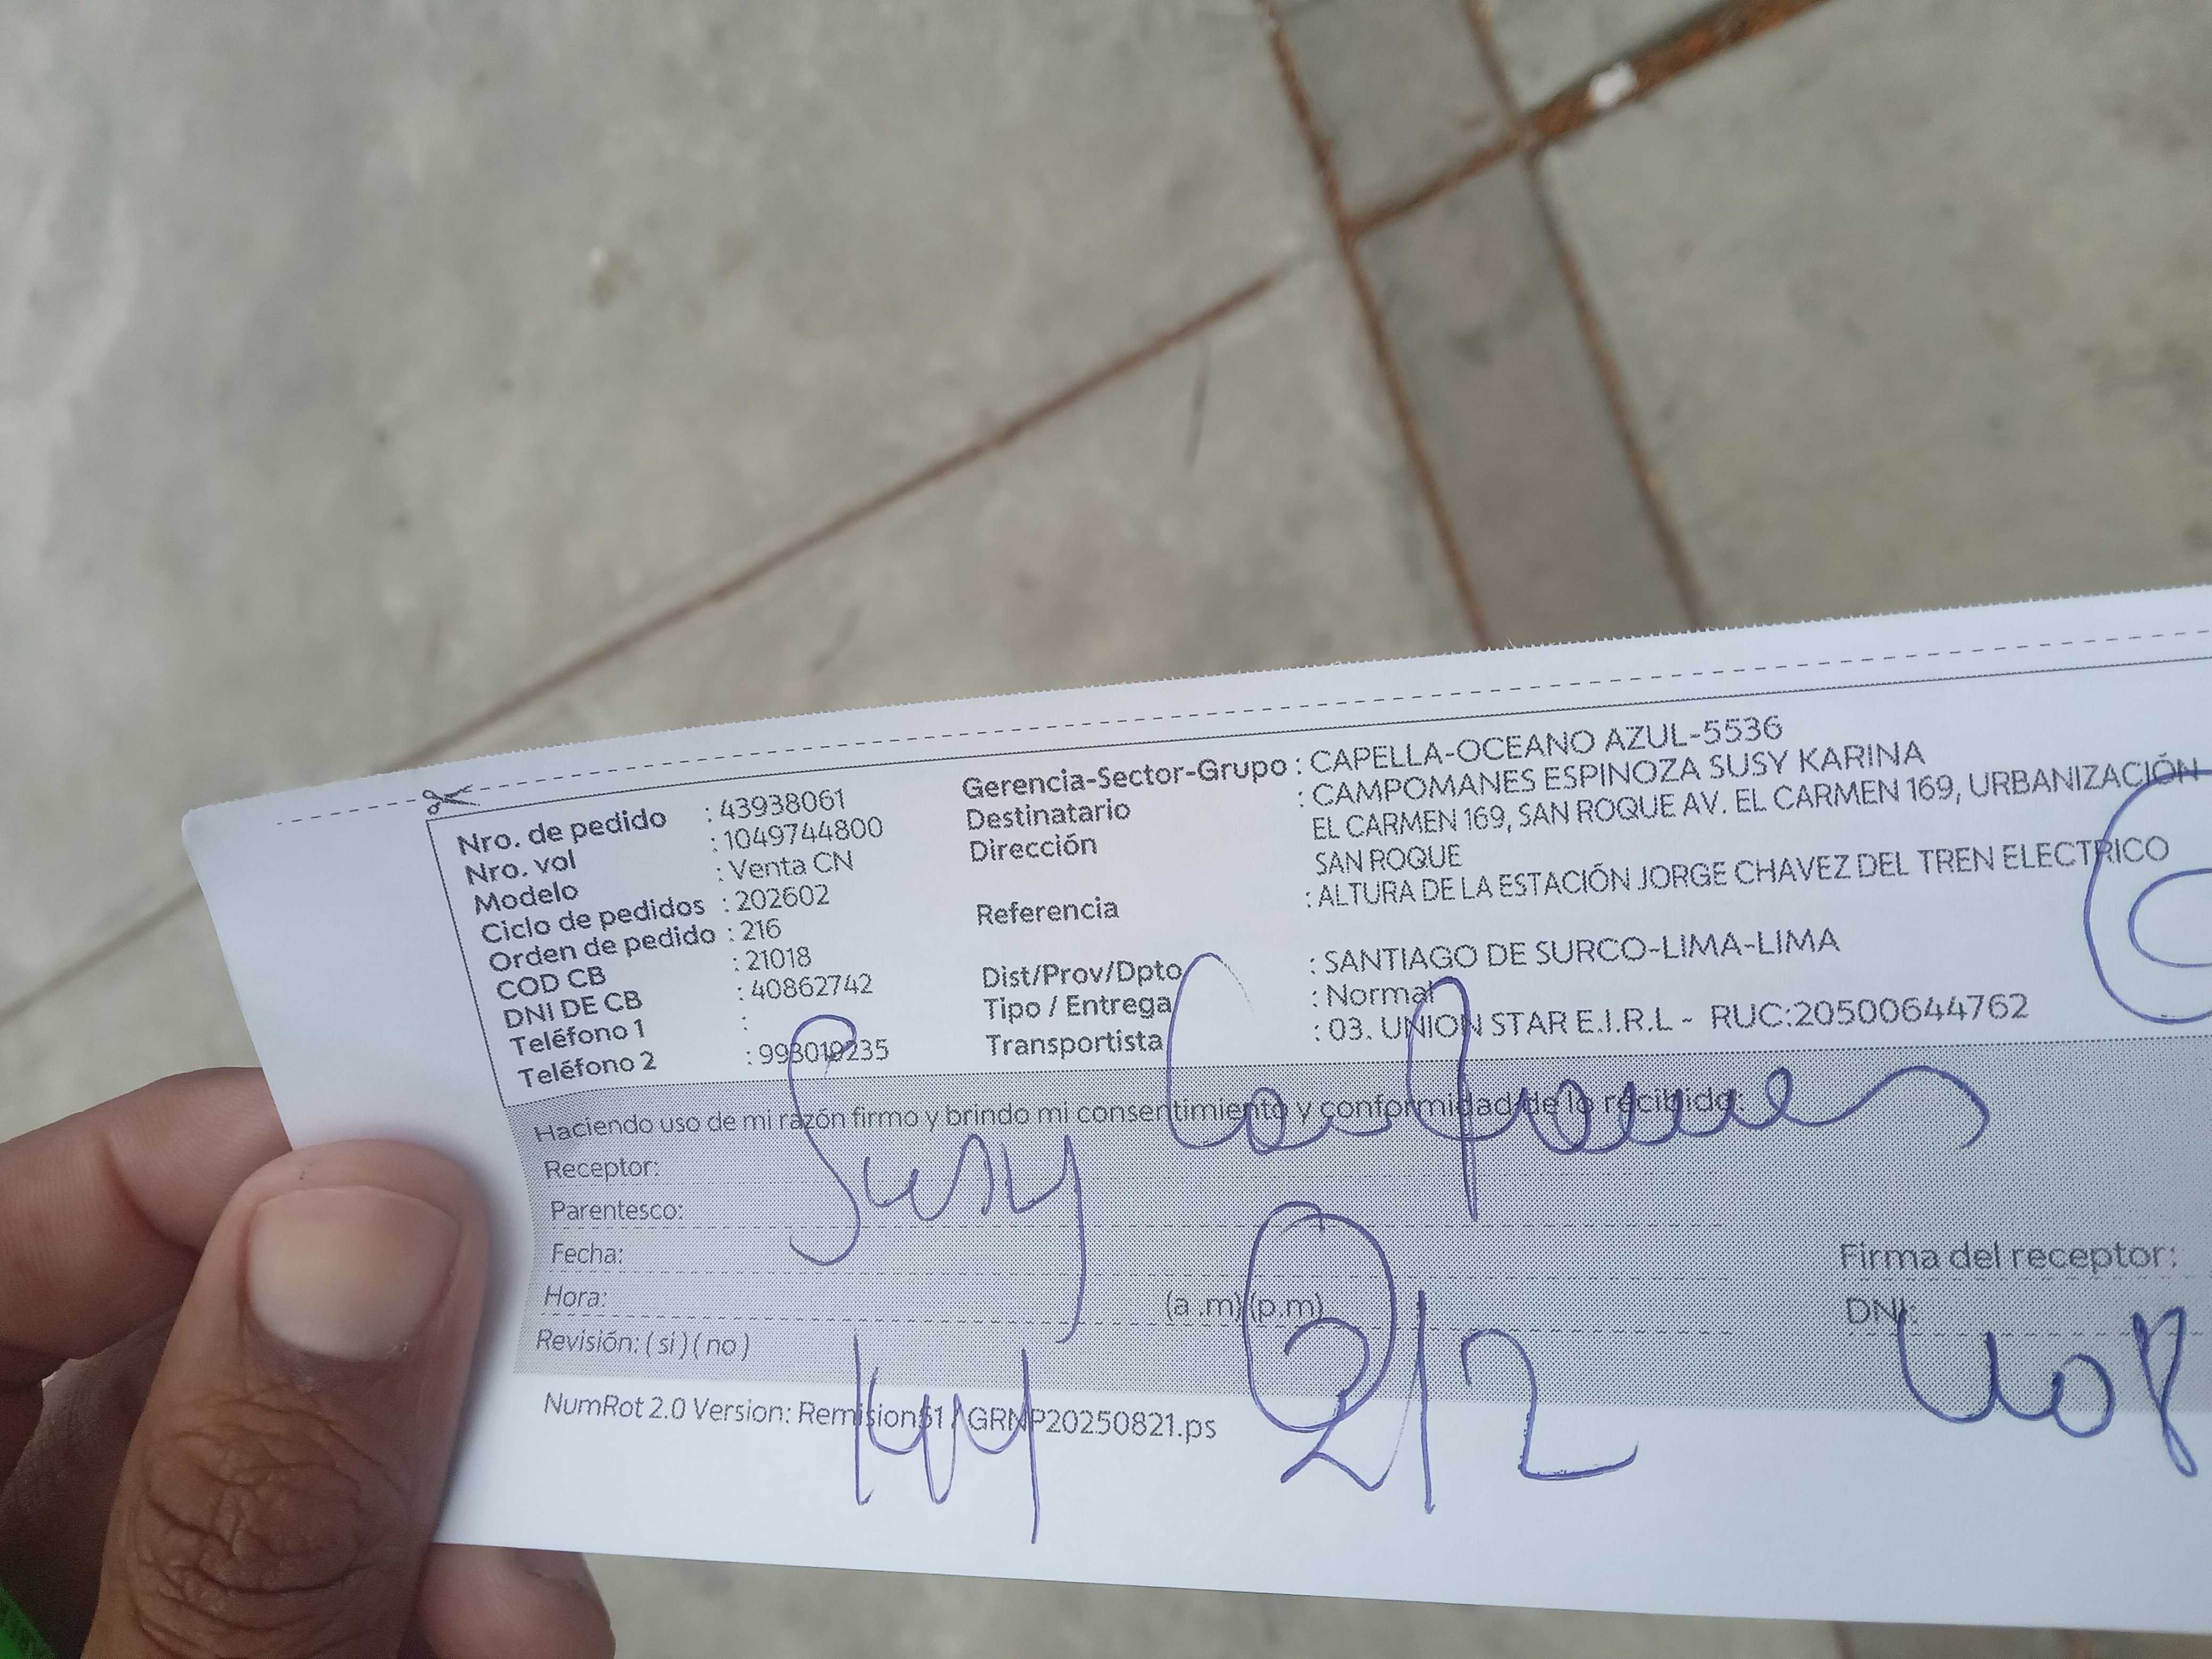 Nro. de pedido : 43938061
Nro. vol : 1049744800
Modelo : Venta CN
Ciclo de pedidos : 202602
Orden de pedido : 216
COD CB : 21018
DNI DE CB : 40862742
Teléfono 1 :
Teléfono 2 : 993019235
Gerencia-Sector-Grupo : CAPELLA-OCEANO AZUL-5536
Destinatario : CAMPOMANES ESPINOZA SUSY KARINA
Dirección EL CARMEN 169, SAN ROQUE AV. EL CARMEN 169, URBANIZACIÓN
SAN ROQUE
Referencia : ALTURA DE LA ESTACIÓN JORGE CHAVEZ DEL TREN ELECTRICO
Dist/Prov/Dpto : SANTIAGO DE SURCO-LIMA-LIMA
Tipo / Entrega : Normal
Transportista : 03. UNION STAR E.I.R.L - RUC:20500644762
Haciendo uso de mi razón firmo y brindo mi consentimiento y conformidad de lo recibido:
Receptor: Susy
Parentesco:
Fecha:
Hora: (a .m) (p.m)
Revisión: ( si ) ( no )
2/2
Firma del receptor:
DNI: 408
NumRot 2.0 Version: Remision51 / GRNP20250821.ps